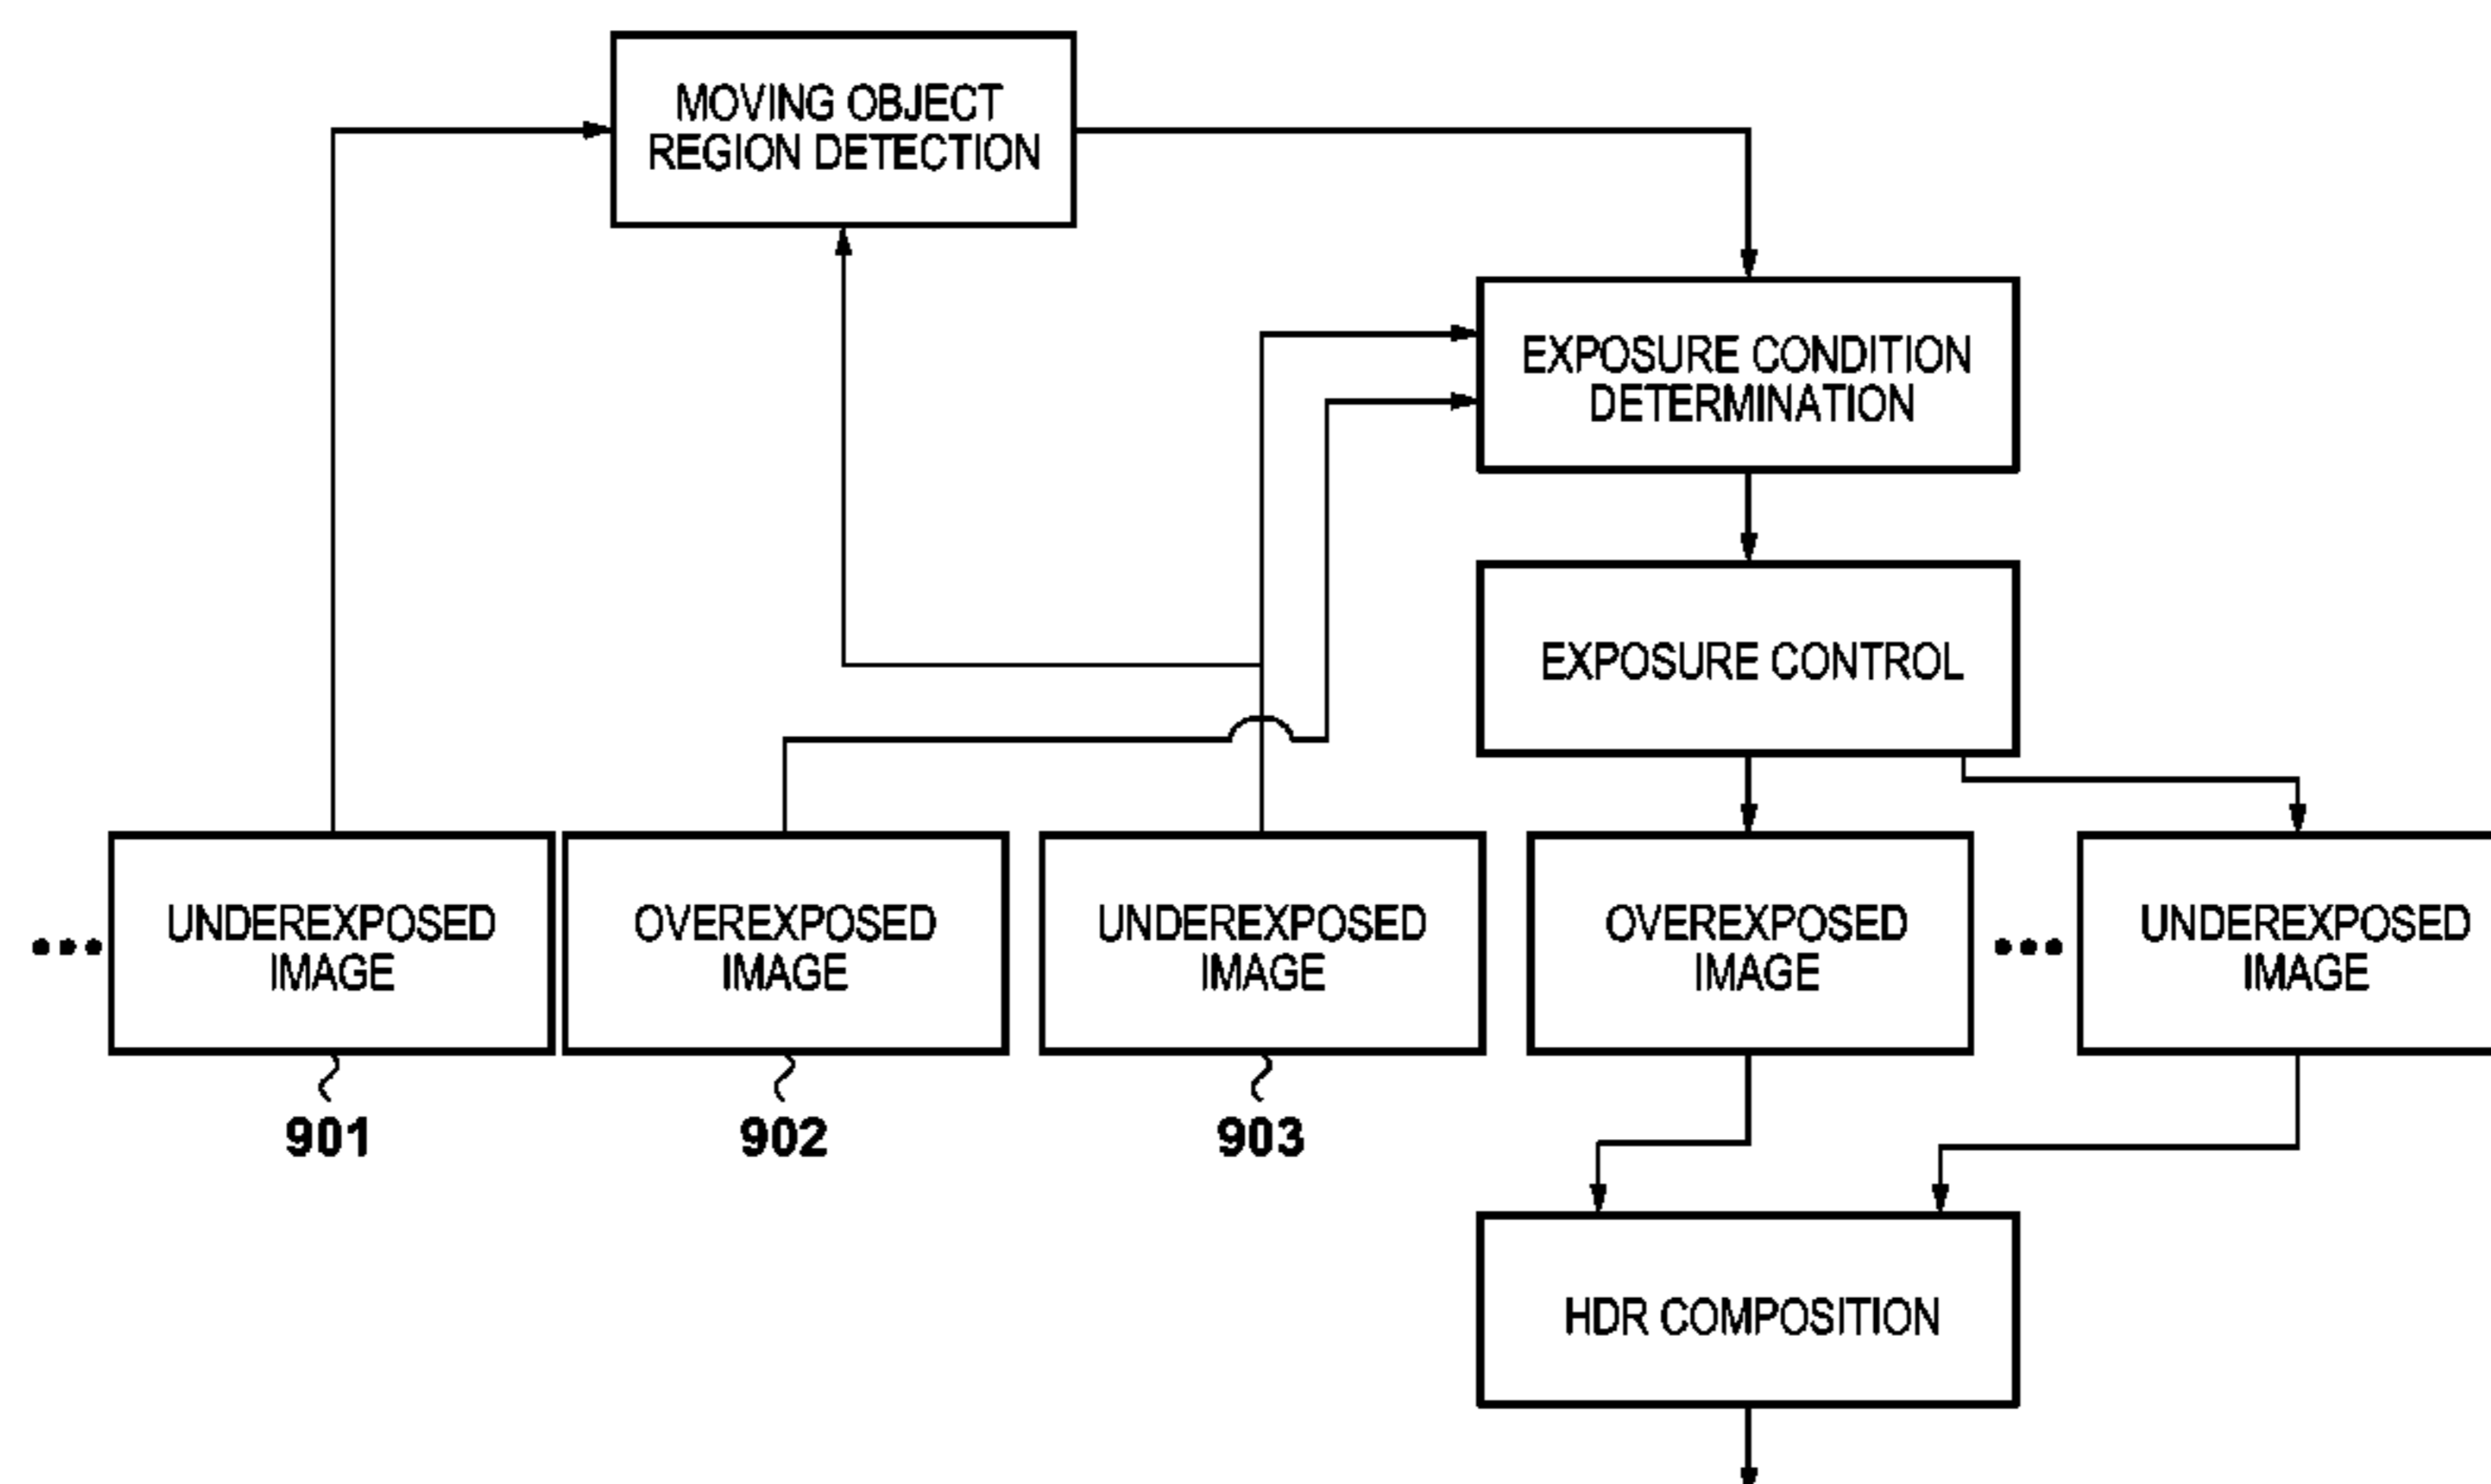 MOVING OBJECT
REGION DETECTION
EXPOSURE CONDITION
DETERMINATION
EXPOSURE CONTROL
UNDEREXPOSED
IMAGE
OVEREXPOSED
IMAGE
UNDEREXPOSED
IMAGE
OVEREXPOSED
IMAGE
UNDEREXPOSED
IMAGE
901
902
903
HDR COMPOSITION